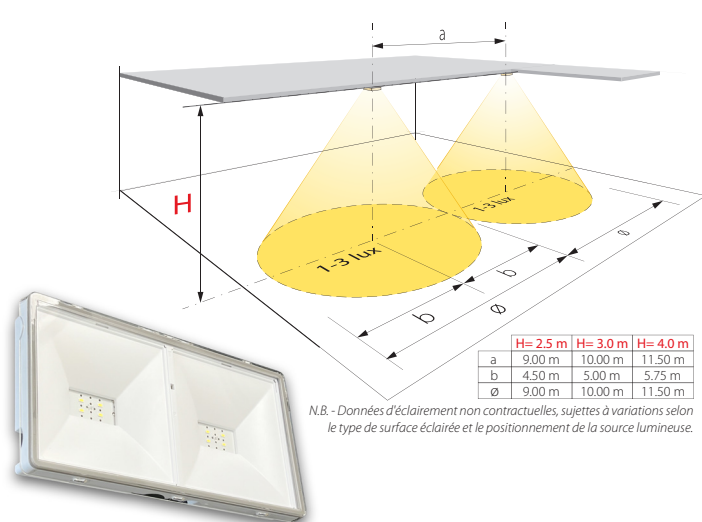 a
H
1-3 lux
1-3 lux
b
b
ø
ø
H= 2.5 m H= 3.0 m H= 4.0 m
a 9.00 m 10.00 m 11.50 m
b 4.50 m 5.00 m 5.75 m
Ø 9.00 m 10.00 m 11.50 m
N.B. - Données d'éclairement non contractuelles, sujettes à variations selon
le type de surface éclairée et le positionnement de la source lumineuse.